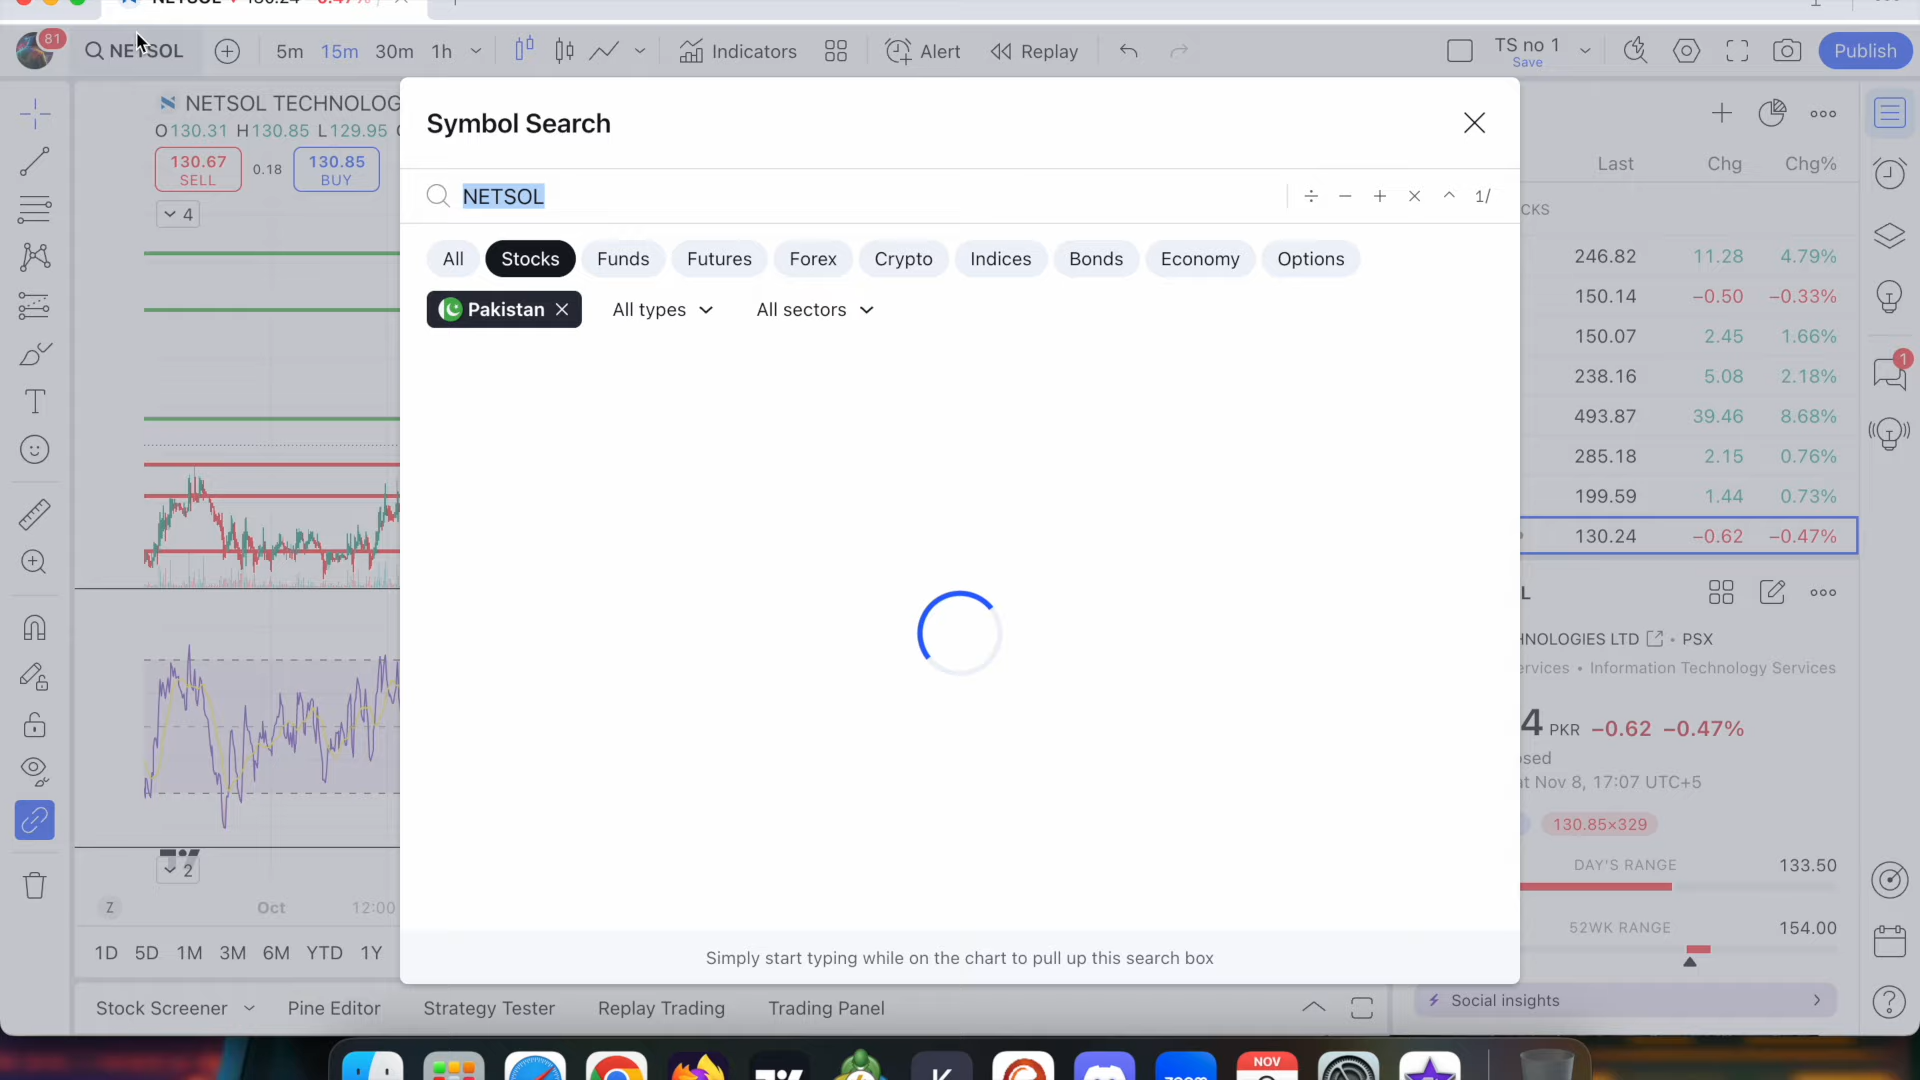 81
NETSOL
5m 15m 30m 1h
Indicators
Alert
Replay
TS no 1
Save
Publish
NETSOL TECHNOLOG
O130.31 H130.85 L129.95
130.67
SELL
0.18
130.85
BUY
4
Symbol Search
NETSOL
÷ − + × ^ 1/
All Stocks Funds Futures Forex Crypto Indices Bonds Economy Options
Pakistan All types All sectors
Simply start typing while on the chart to pull up this search box
Last Chg Chg%
CKS
246.82 11.28 4.79%
150.14 −0.50 −0.33%
150.07 2.45 1.66%
238.16 5.08 2.18%
493.87 39.46 8.68%
285.18 2.15 0.76%
199.59 1.44 0.73%
130.24 −0.62 −0.47%
1
L
HNOLOGIES LTD • PSX
ervices • Information Technology Services
4 PKR −0.62 −0.47%
osed
at Nov 8, 17:07 UTC+5
130.85×329
DAY'S RANGE 133.50
52WK RANGE 154.00
Social insights
2
Z Oct 12:00
1D 5D 1M 3M 6M YTD 1Y
Stock Screener Pine Editor Strategy Tester Replay Trading Trading Panel
NOV
zoom